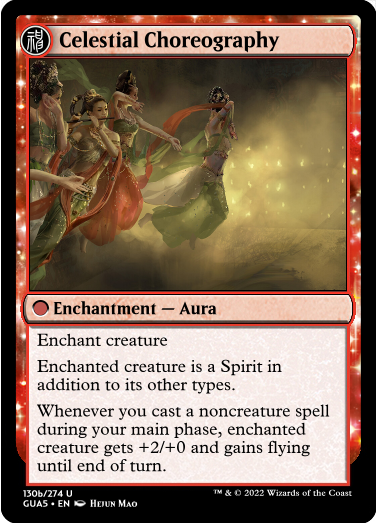 Celestial Choreography
Enchantment — Aura
Enchant creature
Enchanted creature is a Spirit in
addition to its other types.
Whenever you cast a noncreature spell
during your main phase, enchanted
creature gets +2/+0 and gains flying
until end of turn.
130b/274 U
GUA5 • EN HEJUN MAO
™ & © 2022 Wizards of the Coast